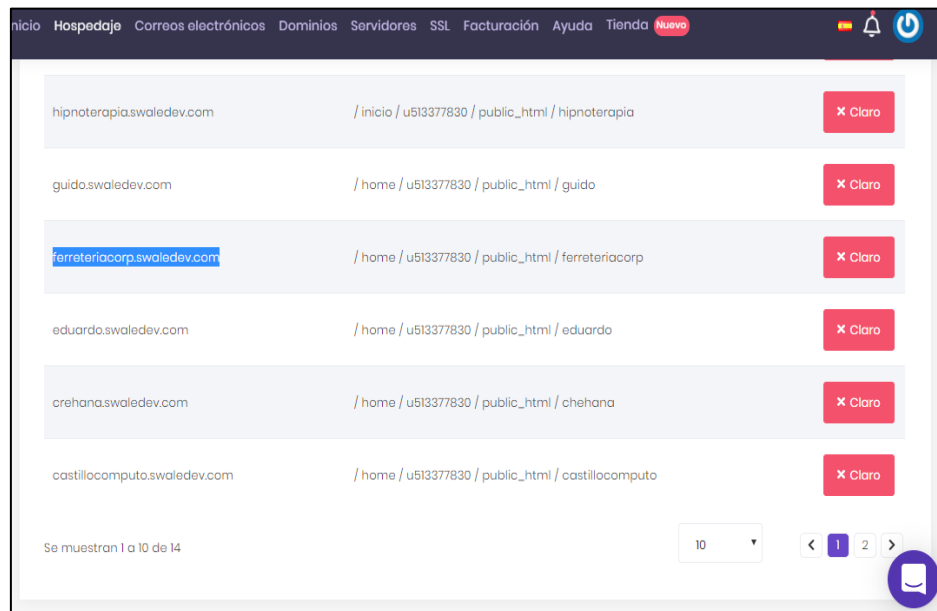 nicio Hospedaje Correos electrónicos Dominios Servidores SSL Facturación Ayuda Tienda Nuevo
hipnoterapia.swaledev.com / inicio / u513377830 / public_html / hipnoterapia × Claro
guido.swaledev.com / home / u513377830 / public_html / guido × Claro
ferreteriacorp.swaledev.com / home / u513377830 / public_html / ferreteriacorp × Claro
eduardo.swaledev.com / home / u513377830 / public_html / eduardo × Claro
crehana.swaledev.com / home / u513377830 / public_html / chehana × Claro
castillocomputo.swaledev.com / home / u513377830 / public_html / castillocomputo × Claro
Se muestran 1 a 10 de 14 10 1 2